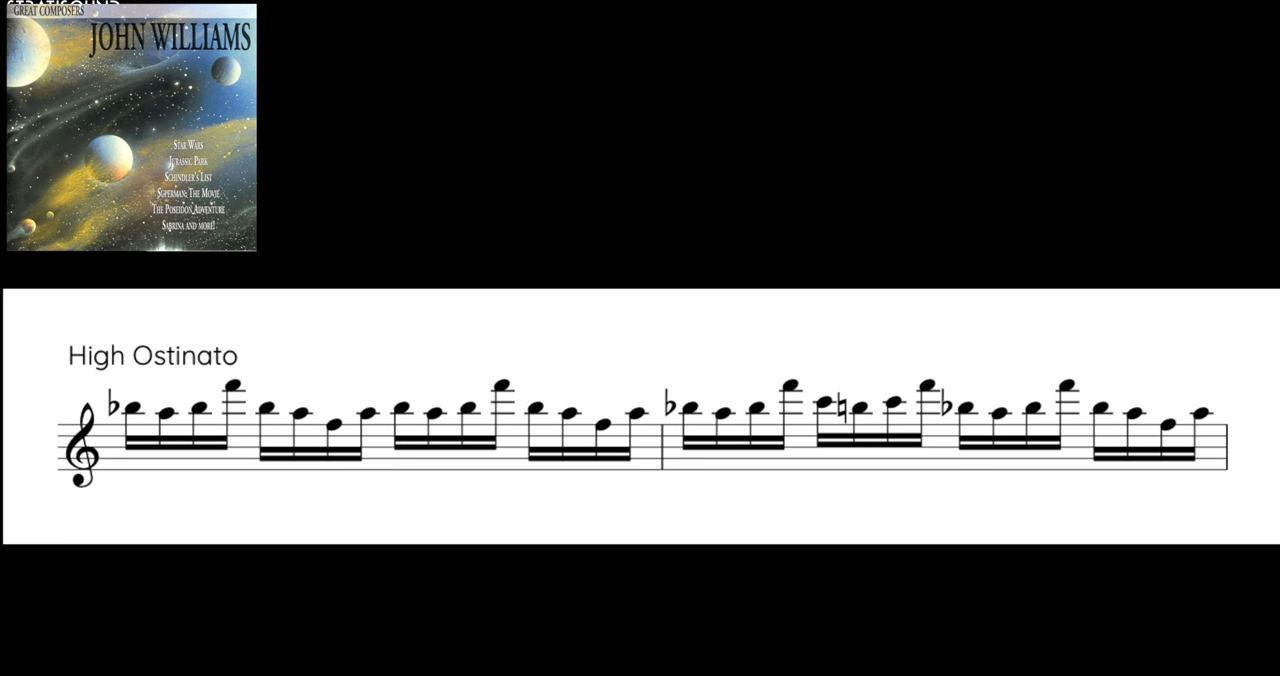 GREAT COMPOSERS
JOHN WILLIAMS
STAR WARS
JURASSIC PARK
SCHINDLER'S LIST
SUPERMAN: THE MOVIE
THE POSEIDON ADVENTURE
SABRINA AND MORE!
High Ostinato